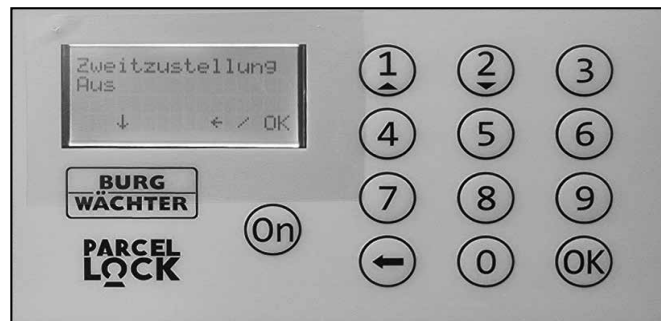 Zweitzustellung
Aus
↓ ← / OK
BURG
WÄCHTER
PARCEL
LOCK
On
1 2 3
4 5 6
7 8 9
← 0 OK